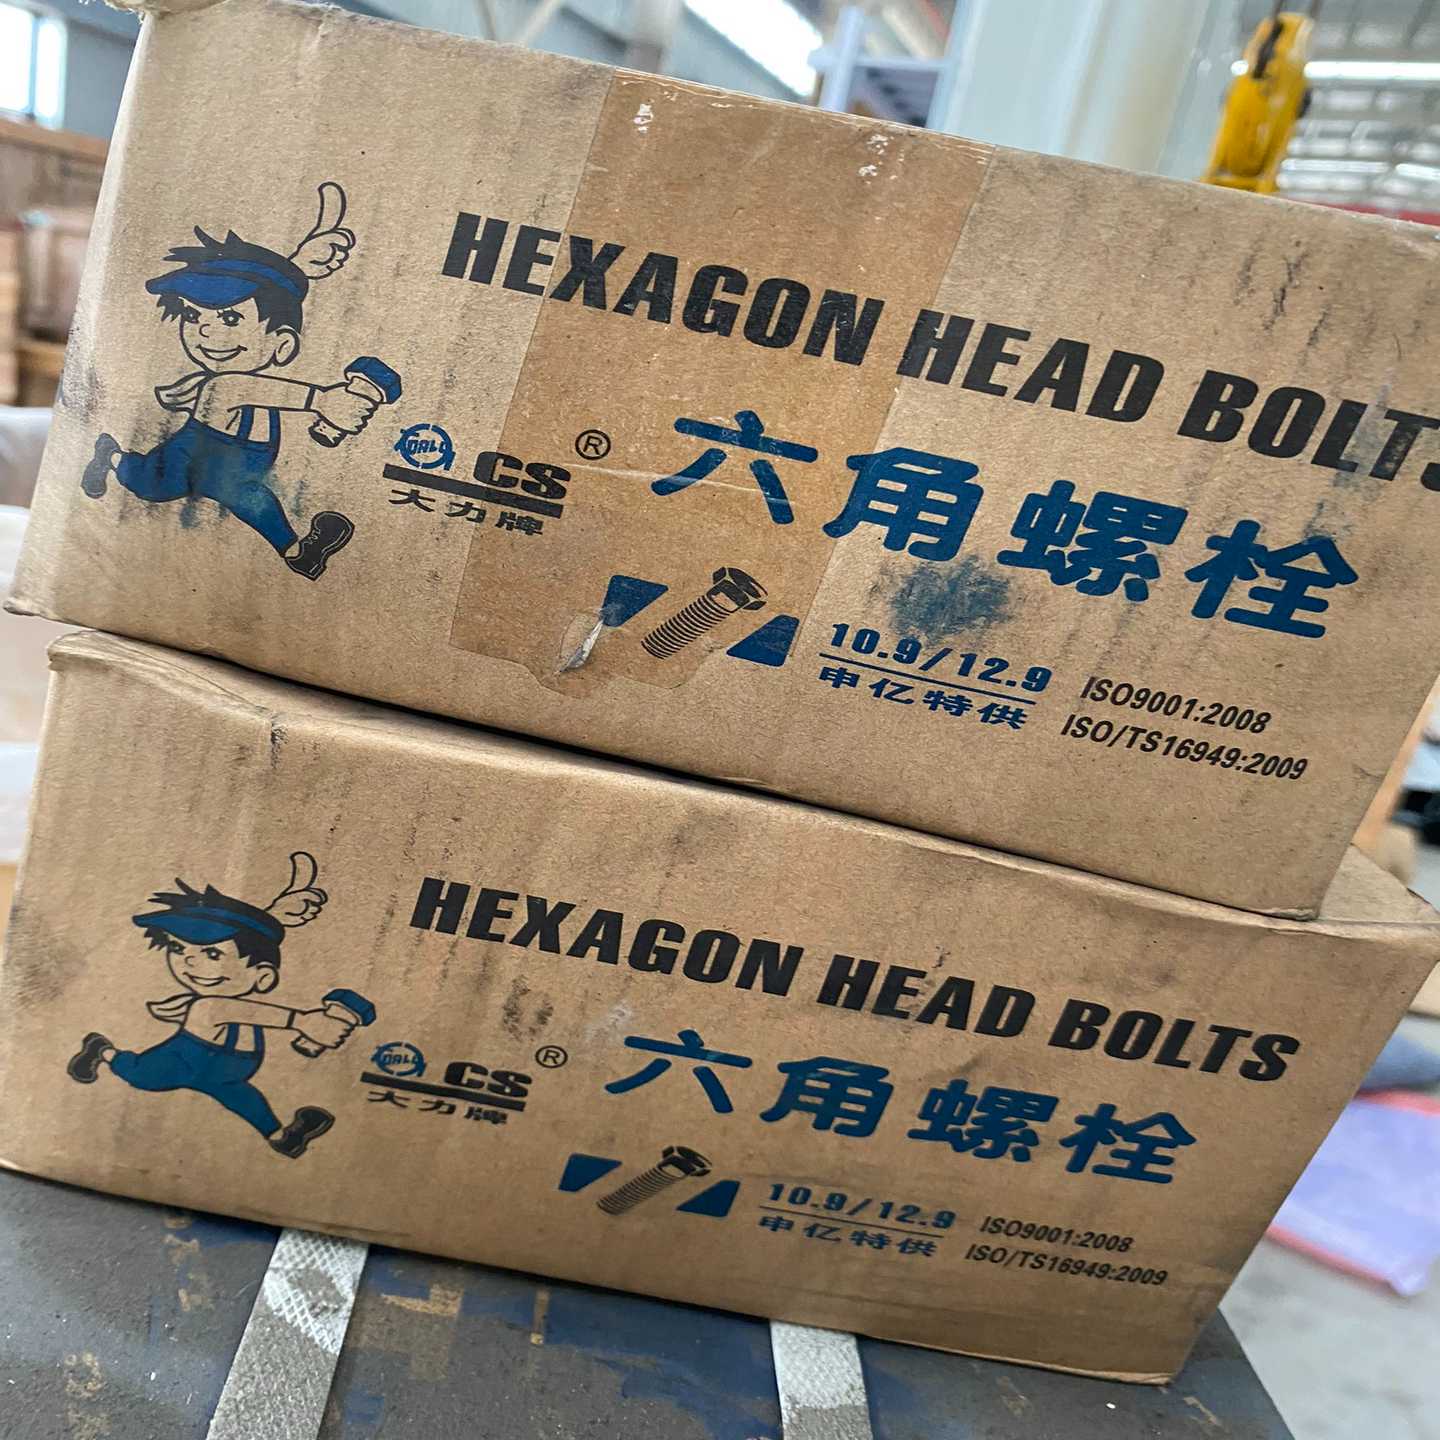 HEXAGON HEAD BOLTS
DALY CS ®
大力牌
六角螺栓
10.9/12.9
申亿特供
ISO9001:2008
ISO/TS16949:2009
HEXAGON HEAD BOLTS
DALY CS ®
大力牌
六角螺栓
10.9/12.9
申亿特供
ISO9001:2008
ISO/TS16949:2009